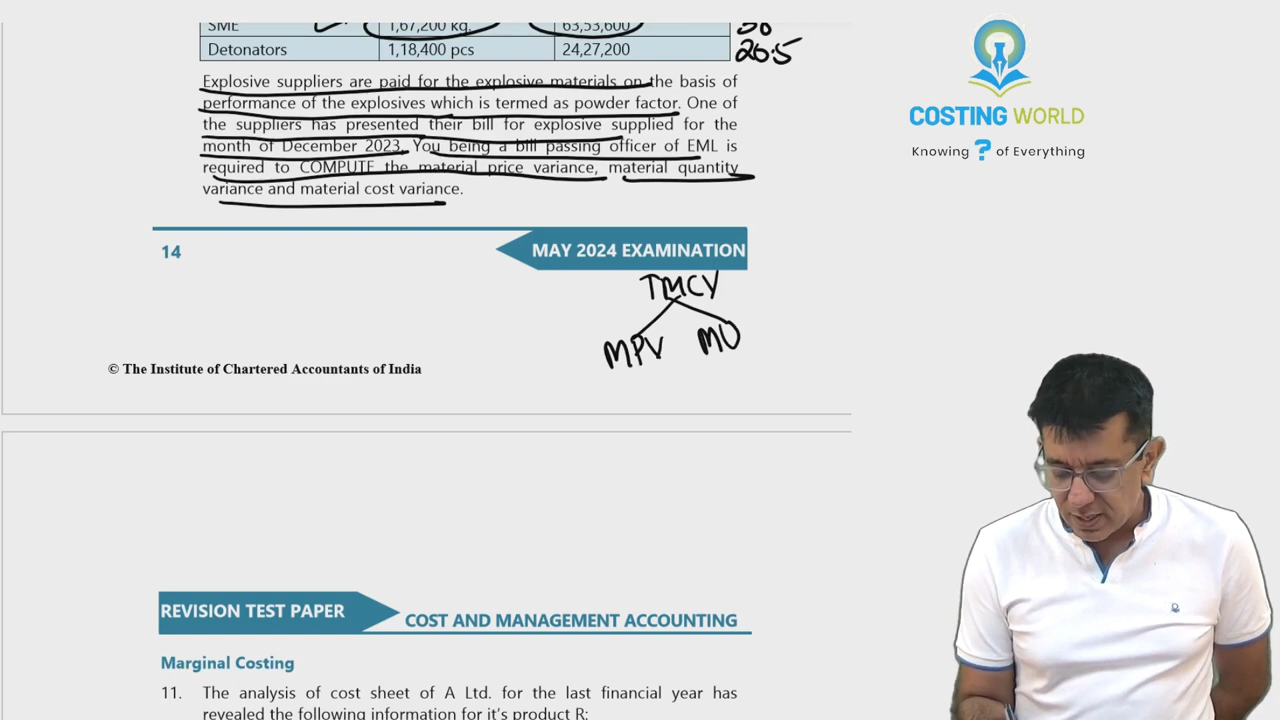 SME 1,67,200 kg. 63,53,600 38
Detonators 1,18,400 pcs 24,27,200 20.5
Explosive suppliers are paid for the explosive materials on the basis of
performance of the explosives which is termed as powder factor. One of
the suppliers has presented their bill for explosive supplied for the
month of December 2023. You being a bill passing officer of EML is
required to COMPUTE the material price variance, material quantity
variance and material cost variance.
14 MAY 2024 EXAMINATION
TMCV
MPV MU
© The Institute of Chartered Accountants of India
REVISION TEST PAPER COST AND MANAGEMENT ACCOUNTING
Marginal Costing
11. The analysis of cost sheet of A Ltd. for the last financial year has
revealed the following information for it's product R:
COSTING WORLD
Knowing ? of Everything